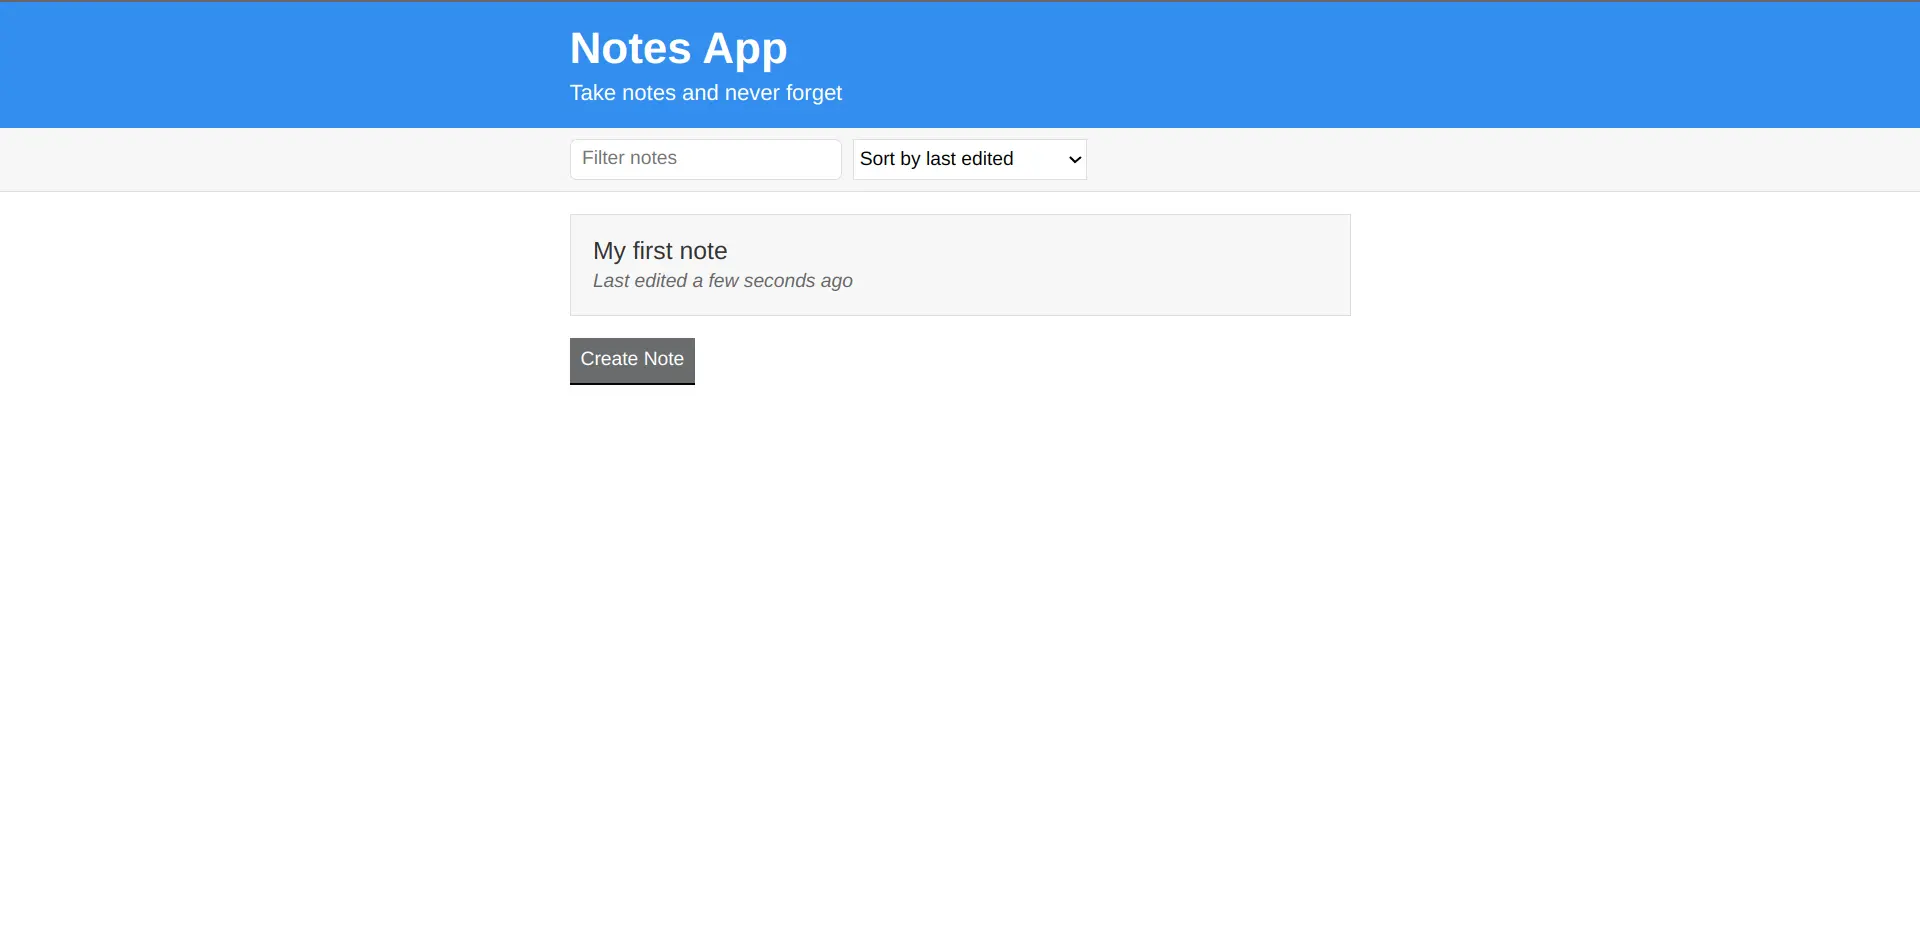 Notes App
Take notes and never forget
Filter notes
Sort by last edited
My first note
Last edited a few seconds ago
Create Note